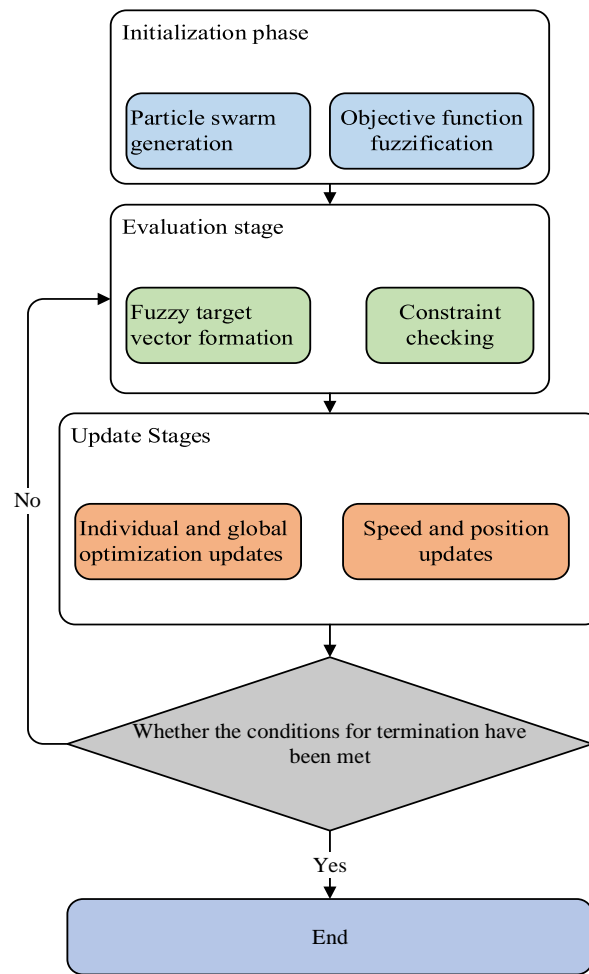 Initialization phase
Particle swarm
generation
Objective function
fuzzification
Evaluation stage
Fuzzy target
vector formation
Constraint
checking
Update Stages
Individual and global
optimization updates
Speed and position
updates
No
Whether the conditions for termination have
been met
Yes
End